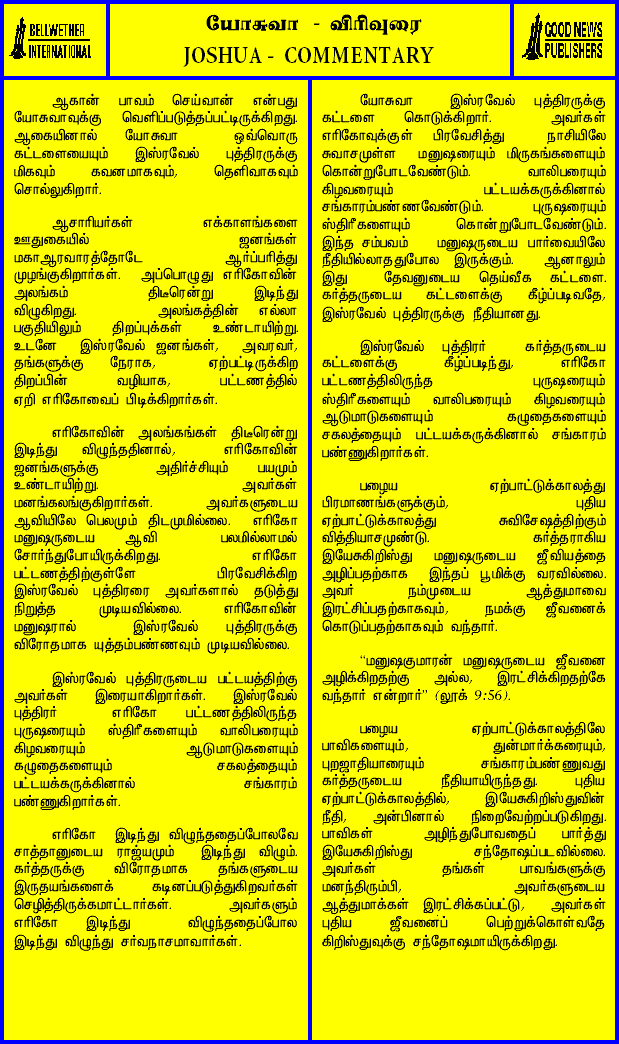 BELLWETHER
INTERNATIONAL
யோசுவா - விரிவுரை
JOSHUA - COMMENTARY
GOOD NEWS
PUBLISHERS
ஆகான் பாவம் செய்வான் என்பது
யோசுவாவுக்கு வெளிப்படுத்தப்பட்டிருக்கிறது.
ஆகையினால் யோசுவா ஒவ்வொரு
கட்டளையையும் இஸ்ரவேல் புத்திரருக்கு
மிகவும் கவனமாகவும், தெளிவாகவும்
சொல்லுகிறார்.
ஆசாரியர்கள் எக்காளங்களை
ஊதுகையில் ஜனங்கள்
மகாஆரவாரத்தோடே ஆர்ப்பரித்து
முழங்குகிறார்கள். அப்பொழுது எரிகோவின்
அலங்கம் திடீரென்று இடிந்து
விழுகிறது. அலங்கத்தின் எல்லா
பகுதியிலும் திறப்புக்கள் உண்டாயிற்று.
உடனே இஸ்ரவேல் ஜனங்கள், அவரவர்,
தங்களுக்கு நேராக, ஏற்பட்டிருக்கிற
திறப்பின் வழியாக, பட்டணத்தில்
ஏறி எரிகோவைப் பிடிக்கிறார்கள்.
எரிகோவின் அலங்கங்கள் திடீரென்று
இடிந்து விழுந்ததினால், எரிகோவின்
ஜனங்களுக்கு அதிர்ச்சியும் பயமும்
உண்டாயிற்று. அவர்கள்
மனங்கலங்குகிறார்கள். அவர்களுடைய
ஆவியிலே பெலமும் திடமுமில்லை. எரிகோ
மனுஷருடைய ஆவி பலமில்லாமல்
சோர்ந்துபோயிருக்கிறது. எரிகோ
பட்டணத்திற்குள்ளே பிரவேசிக்கிற
இஸ்ரவேல் புத்திரரை அவர்களால் தடுத்து
நிறுத்த முடியவில்லை. எரிகோவின்
மனுஷரால் இஸ்ரவேல் புத்திரருக்கு
விரோதமாக யுத்தம்பண்ணவும் முடியவில்லை.
இஸ்ரவேல் புத்திரருடைய பட்டயத்திற்கு
அவர்கள் இரையாகிறார்கள். இஸ்ரவேல்
புத்திரர் எரிகோ பட்டணத்திலிருந்த
புருஷரையும் ஸ்திரீகளையும் வாலிபரையும்
கிழவரையும் ஆடுமாடுகளையும்
கழுதைகளையும் சகலத்தையும்
பட்டயக்கருக்கினால் சங்காரம்
பண்ணுகிறார்கள்.
எரிகோ இடிந்து விழுந்ததைப்போலவே
சாத்தானுடைய ராஜ்யமும் இடிந்து விழும்.
கர்த்தருக்கு விரோதமாக தங்களுடைய
இருதயங்களைக் கடினப்படுத்துகிறவர்கள்
செழித்திருக்கமாட்டார்கள். அவர்களும்
எரிகோ இடிந்து விழுந்ததைப்போல
இடிந்து விழுந்து சர்வநாசமாவார்கள்.
யோசுவா இஸ்ரவேல் புத்திரருக்கு
கட்டளை கொடுக்கிறார். அவர்கள்
எரிகோவுக்குள் பிரவேசித்து நாசியிலே
சுவாசமுள்ள மனுஷரையும் மிருகங்களையும்
கொன்றுபோடவேண்டும். வாலிபரையும்
கிழவரையும் பட்டயக்கருக்கினால்
சங்காரம்பண்ணவேண்டும். புருஷரையும்
ஸ்திரீகளையும் கொன்றுபோடவேண்டும்.
இந்த சம்பவம் மனுஷருடைய பார்வையிலே
நீதியில்லாததுபோல இருக்கும். ஆனாலும்
இது தேவனுடைய தெய்வீக கட்டளை.
கர்த்தருடைய கட்டளைக்கு கீழ்ப்படிவதே,
இஸ்ரவேல் புத்திரருக்கு நீதியானது.
இஸ்ரவேல் புத்திரர் கர்த்தருடைய
கட்டளைக்கு கீழ்ப்படிந்து, எரிகோ
பட்டணத்திலிருந்த புருஷரையும்
ஸ்திரீகளையும் வாலிபரையும் கிழவரையும்
ஆடுமாடுகளையும் கழுதைகளையும்
சகலத்தையும் பட்டயக்கருக்கினால் சங்காரம்
பண்ணுகிறார்கள்.
பழைய ஏற்பாட்டுக்காலத்து
பிரமாணங்களுக்கும், புதிய
ஏற்பாட்டுக்காலத்து சுவிசேஷத்திற்கும்
வித்தியாசமுண்டு. கர்த்தராகிய
இயேசுகிறிஸ்து மனுஷருடைய ஜீவியத்தை
அழிப்பதற்காக இந்தப் பூமிக்கு வரவில்லை.
அவர் நம்முடைய ஆத்துமாவை
இரட்சிப்பதற்காகவும், நமக்கு ஜீவனைக்
கொடுப்பதற்காகவும் வந்தார்.
“மனுஷகுமாரன் மனுஷருடைய ஜீவனை
அழிக்கிறதற்கு அல்ல, இரட்சிக்கிறதற்கே
வந்தார் என்றார்” (லூக் 9:56).
பழைய ஏற்பாட்டுக்காலத்திலே
பாவிகளையும், துன்மார்க்கரையும்,
புறஜாதியாரையும் சங்காரம்பண்ணுவது
கர்த்தருடைய நீதியாயிருந்தது. புதிய
ஏற்பாட்டுக்காலத்தில், இயேசுகிறிஸ்துவின்
நீதி, அன்பினால் நிறைவேற்றப்படுகிறது.
பாவிகள் அழிந்துபோவதைப் பார்த்து
இயேசுகிறிஸ்து சந்தோஷப்படவில்லை.
அவர்கள் தங்கள் பாவங்களுக்கு
மனந்திரும்பி, அவர்களுடைய
ஆத்துமாக்கள் இரட்சிக்கப்பட்டு, அவர்கள்
புதிய ஜீவனைப் பெற்றுக்கொள்வதே
கிறிஸ்துவுக்கு சந்தோஷமாயிருக்கிறது.